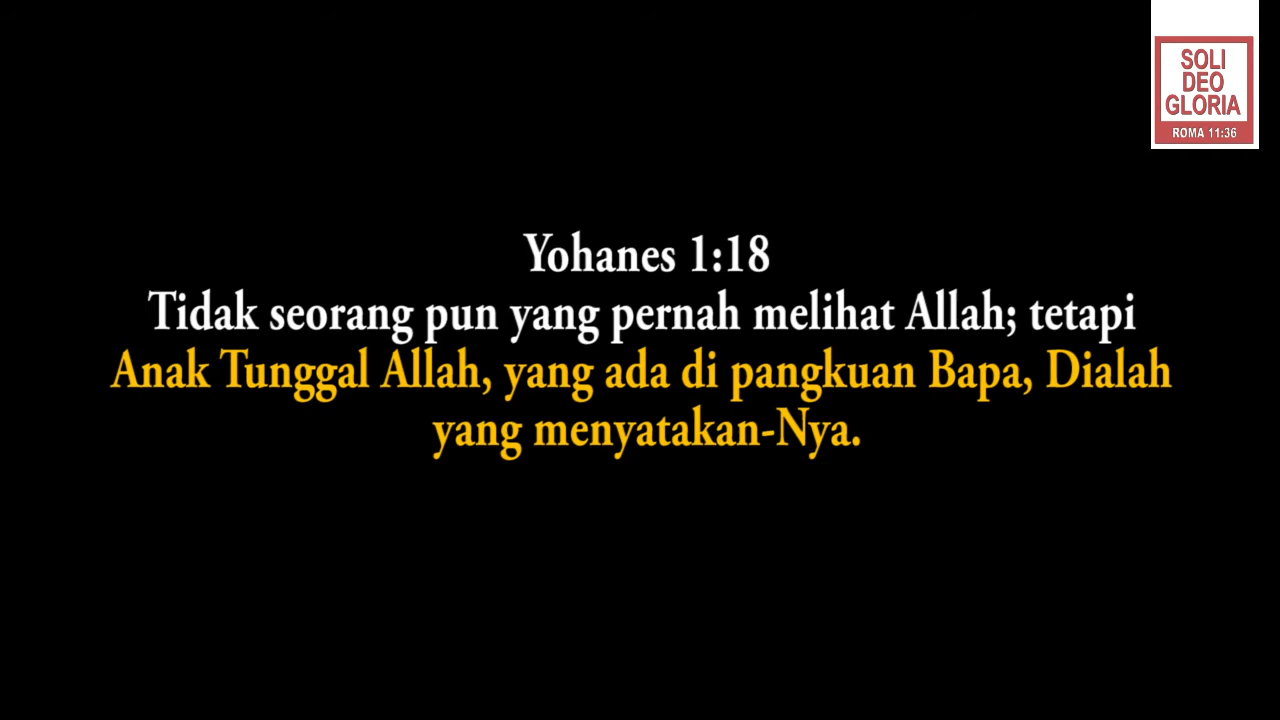 SOLI
DEO
GLORIA
ROMA 11:36
Yohanes 1:18
Tidak seorang pun yang pernah melihat Allah; tetapi
Anak Tunggal Allah, yang ada di pangkuan Bapa, Dialah
yang menyatakan-Nya.